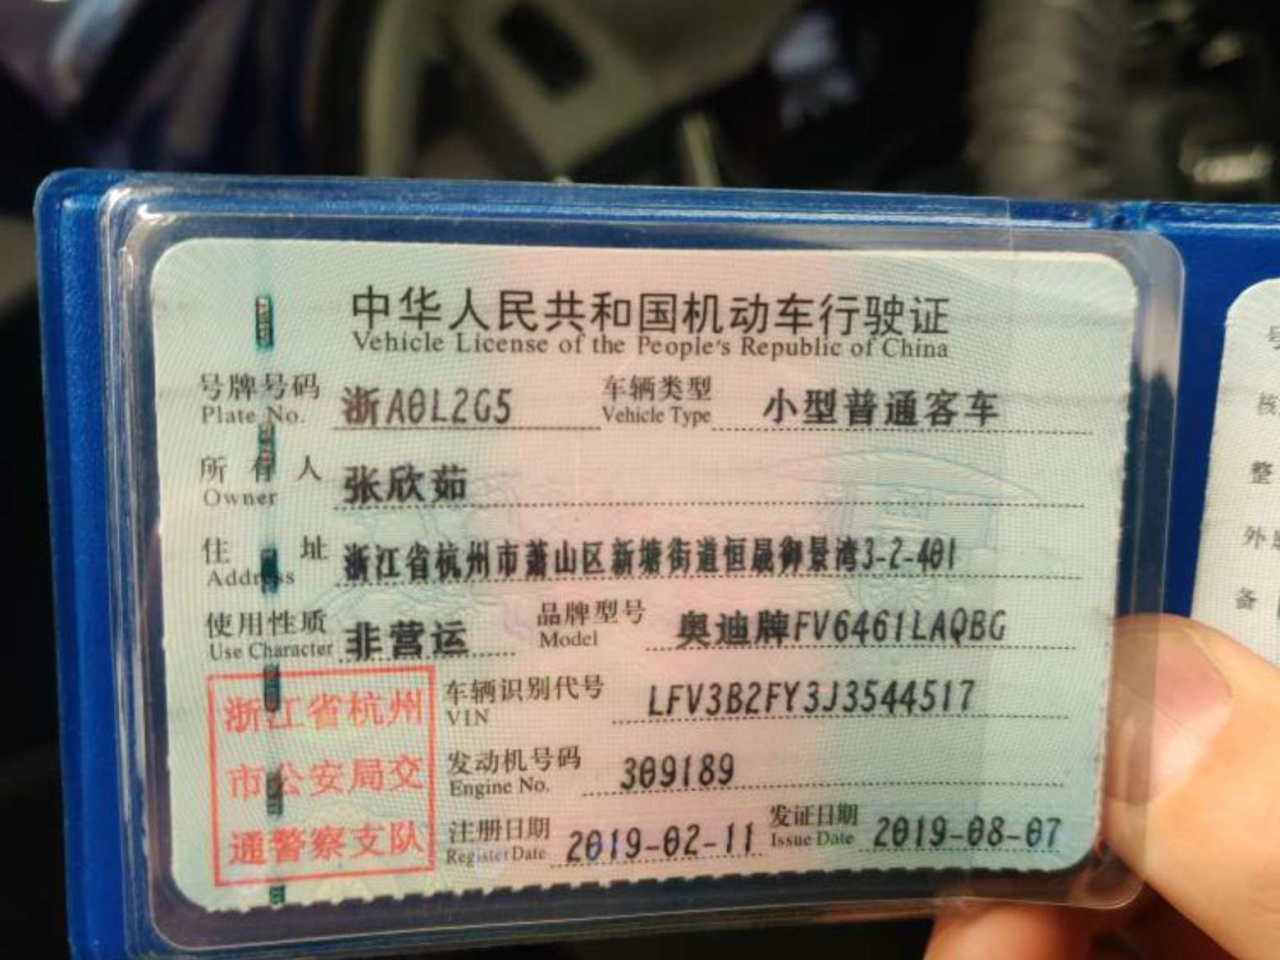 中华人民共和国机动车行驶证
Vehicle License of the People's Republic of China
号牌号码 浙A0L2G5 车辆类型 小型普通客车
Plate No. Vehicle Type
所有人 张欣茹
Owner
住址 浙江省杭州市萧山区新塘街道恒晟御景湾3-2-401
Address
使用性质 非营运 品牌型号 奥迪牌FV6461LAQBG
Use Character Model
浙江省杭州
市公安局交
通警察支队
车辆识别代号 LFV3B2FY3J3544517
VIN
发动机号码 309189
Engine No.
注册日期 2019-02-11 发证日期 2019-08-07
Register Date Issue Date
号
核
整
外
备